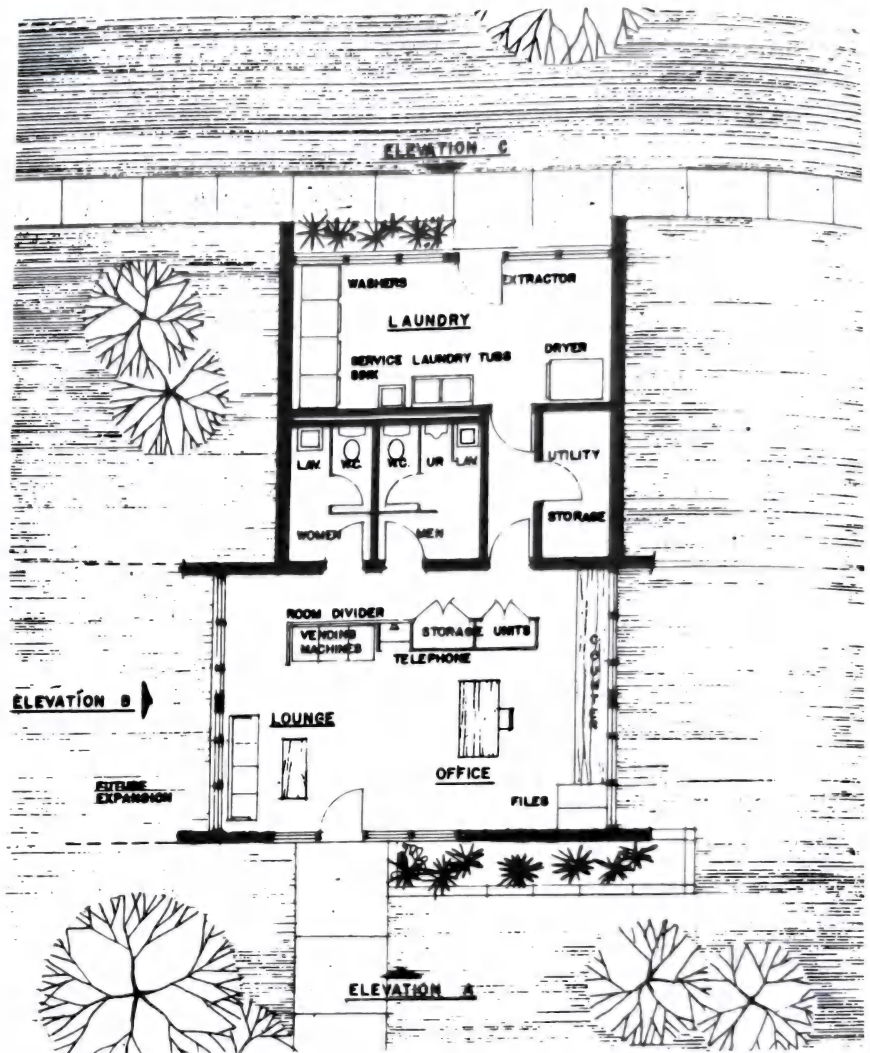 ELEVATION C
WASHERS
EXTRACTOR
LAUNDRY
SERVICE LAUNDRY TUBS
SINK
DRYER
LAV. W.C. W.C. UR LAV.
UTILITY
STORAGE
WOMEN
MEN
ROOM DIVIDER
VENDING
MACHINES
STORAGE UNITS
TELEPHONE
COUNTER
ELEVATION B
LOUNGE
OFFICE
FUTURE
EXPANSION
FILES
ELEVATION A